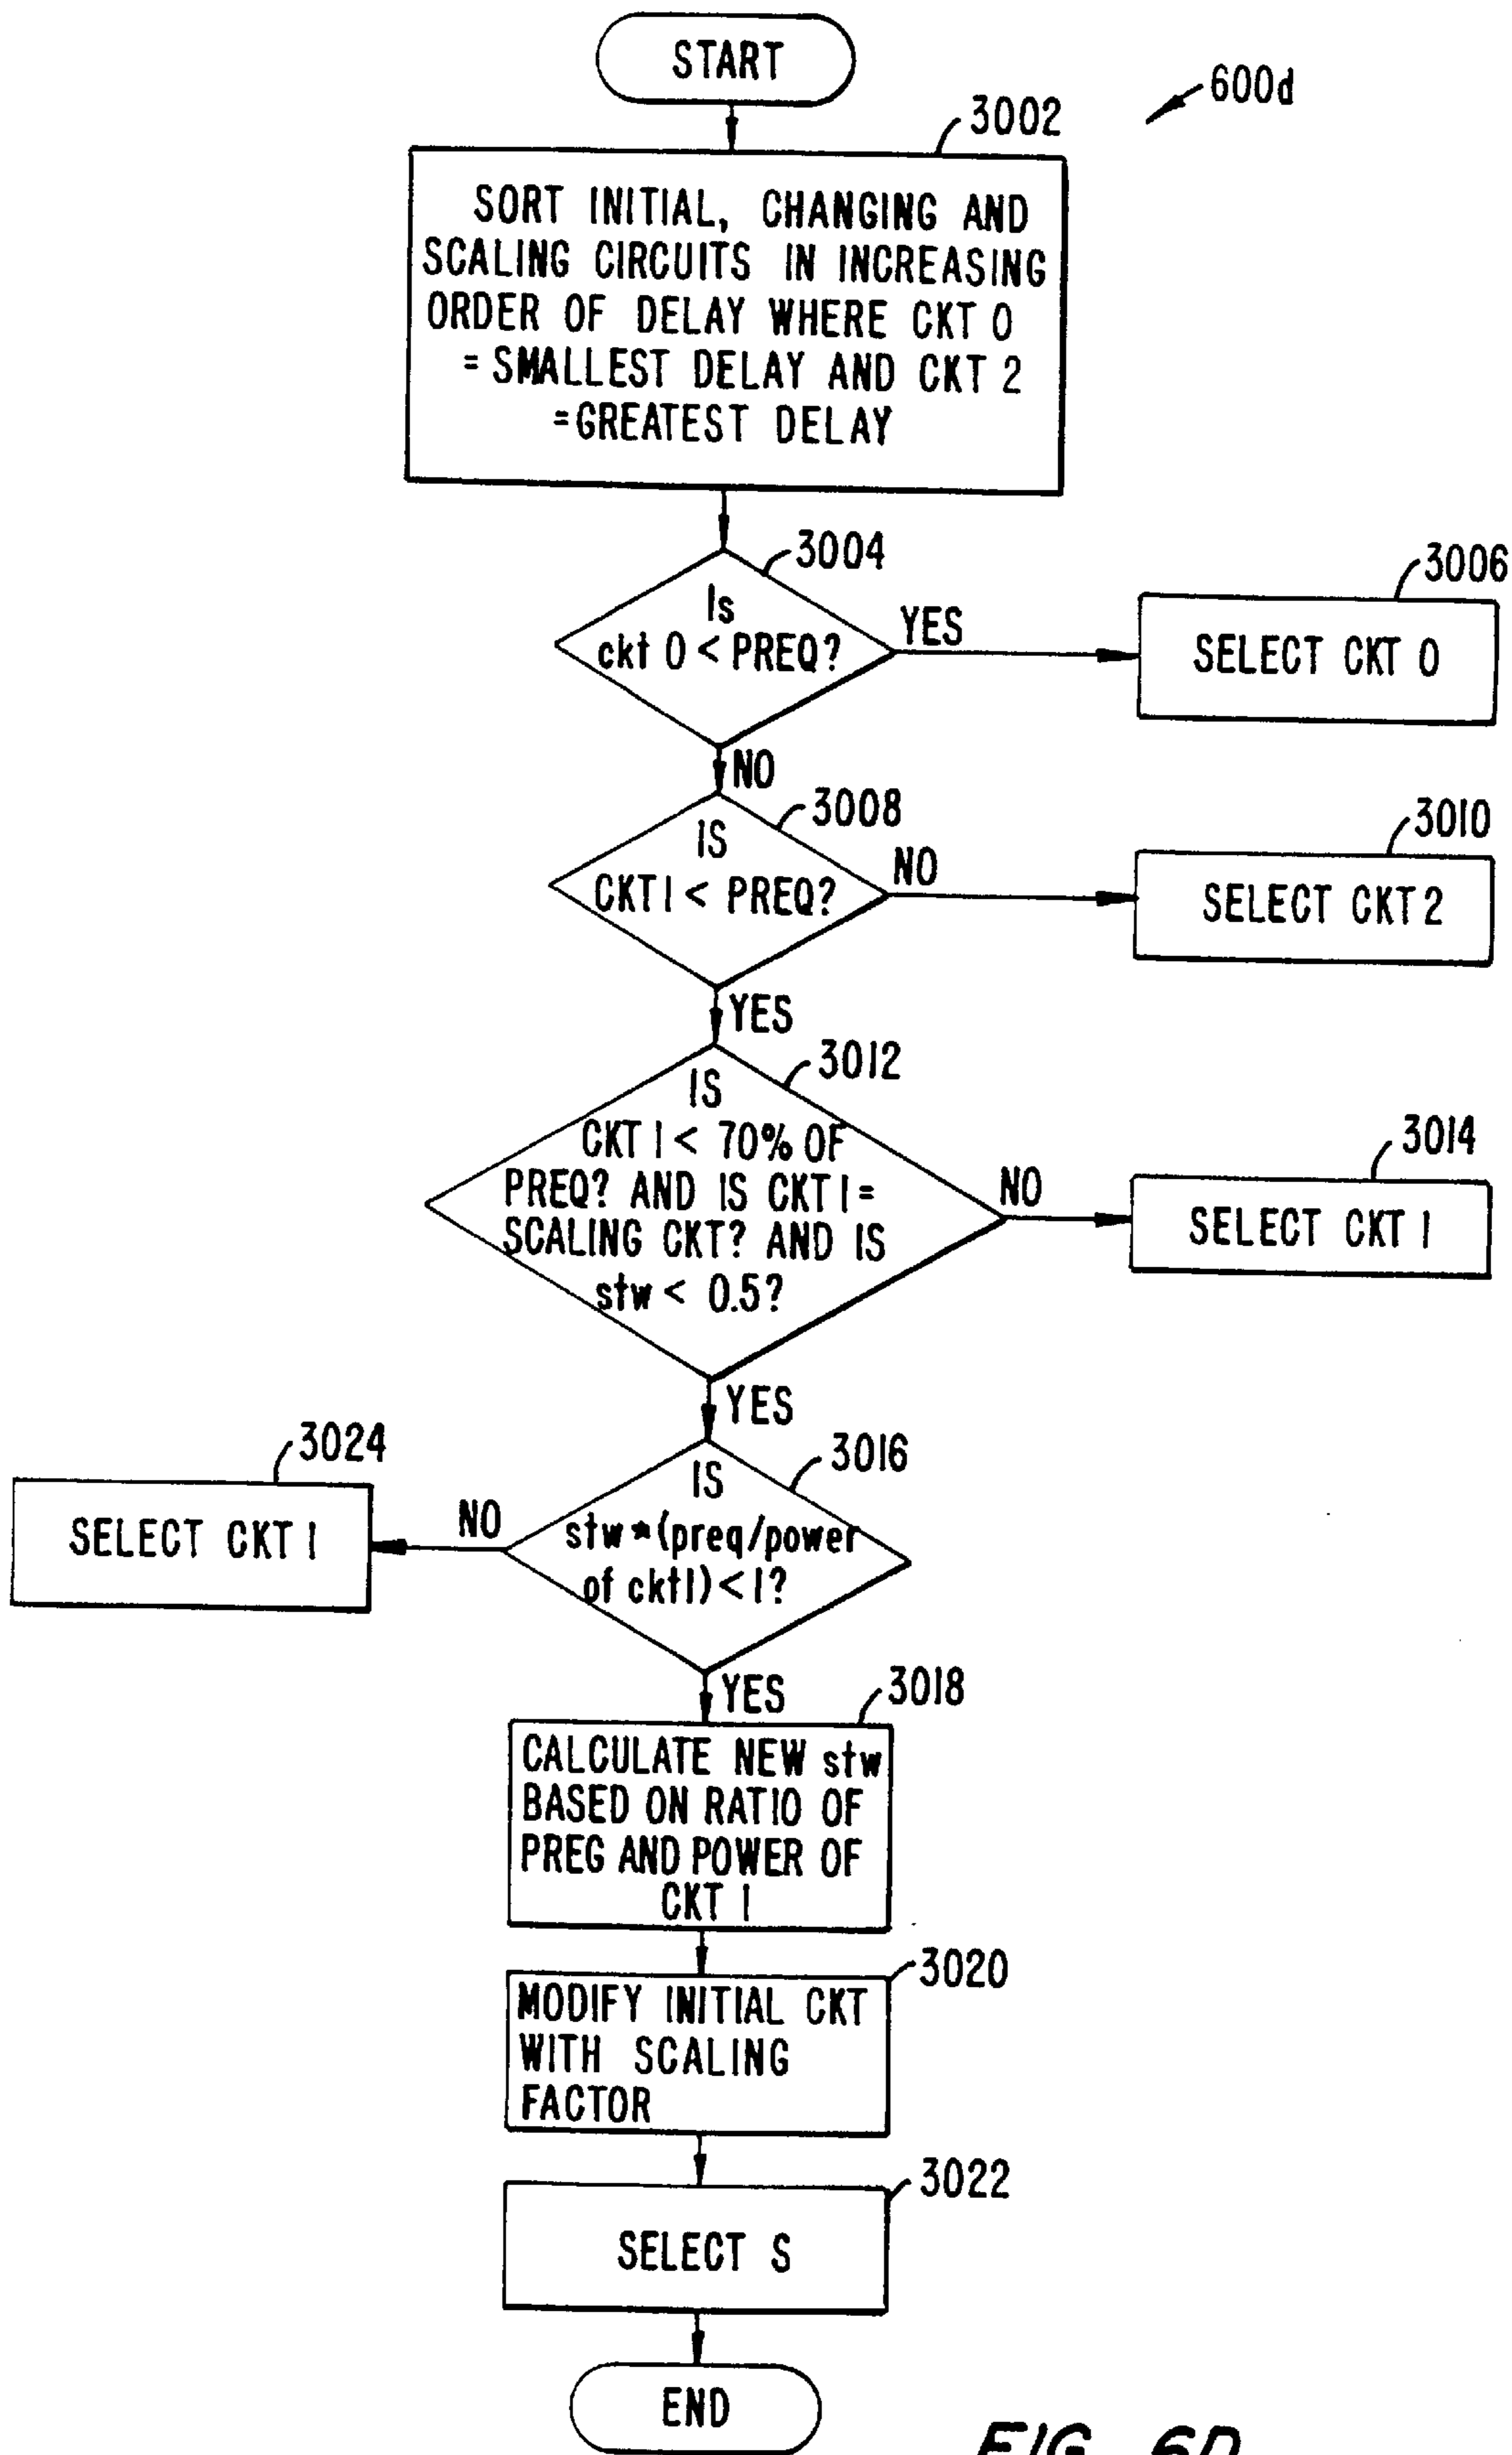 START
600d
3002
SORT INITIAL, CHANGING AND
SCALING CIRCUITS IN INCREASING
ORDER OF DELAY WHERE CKT 0
= SMALLEST DELAY AND CKT 2
=GREATEST DELAY
3004
Is
ckt 0 < PREQ?
YES
3006
SELECT CKT 0
NO
3008
IS
CKT1 < PREQ?
NO
3010
SELECT CKT 2
YES
3012
IS
CKT 1 < 70% OF
PREQ? AND IS CKT 1=
SCALING CKT? AND IS
stw < 0.5?
NO
3014
SELECT CKT 1
YES
3016
IS
stw*(preq/power
of ckt1)<1?
NO
3024
SELECT CKT 1
YES
3018
CALCULATE NEW stw
BASED ON RATIO OF
PREG AND POWER OF
CKT 1
3020
MODIFY INITIAL CKT
WITH SCALING
FACTOR
3022
SELECT S
END
FIG. 6D